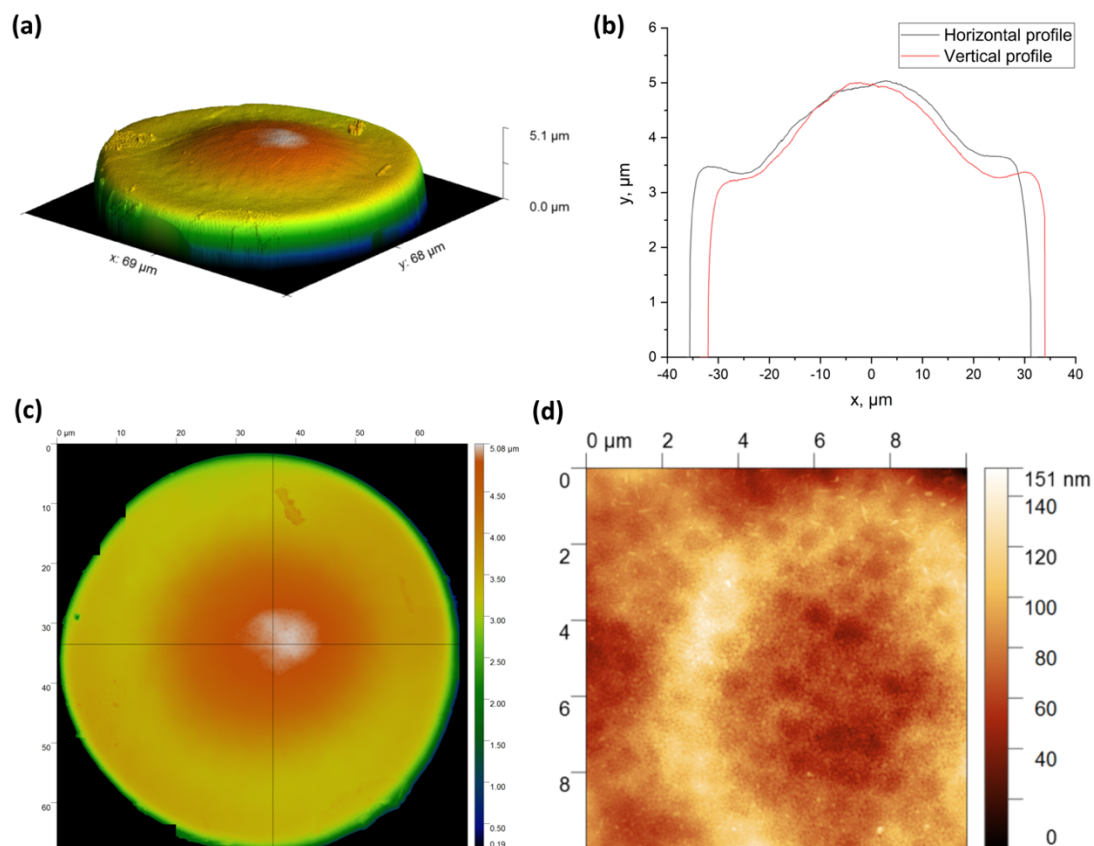 (a)
5.1 µm
0.0 µm
x: 69 µm
y: 68 µm
(b)
Horizontal profile
Vertical profile
6
5
4
3
2
1
0
y, µm
-40 -30 -20 -10 0 10 20 30 40
x, µm
(c)
0 µm 10 20 30 40 50 60
0
10
20
30
40
50
60
5.08 µm
4.50
4.00
3.50
3.00
2.50
2.00
1.50
1.00
0.50
0.19
(d)
0 µm 2 4 6 8
0
2
4
6
8
151 nm
140
120
100
80
60
40
0